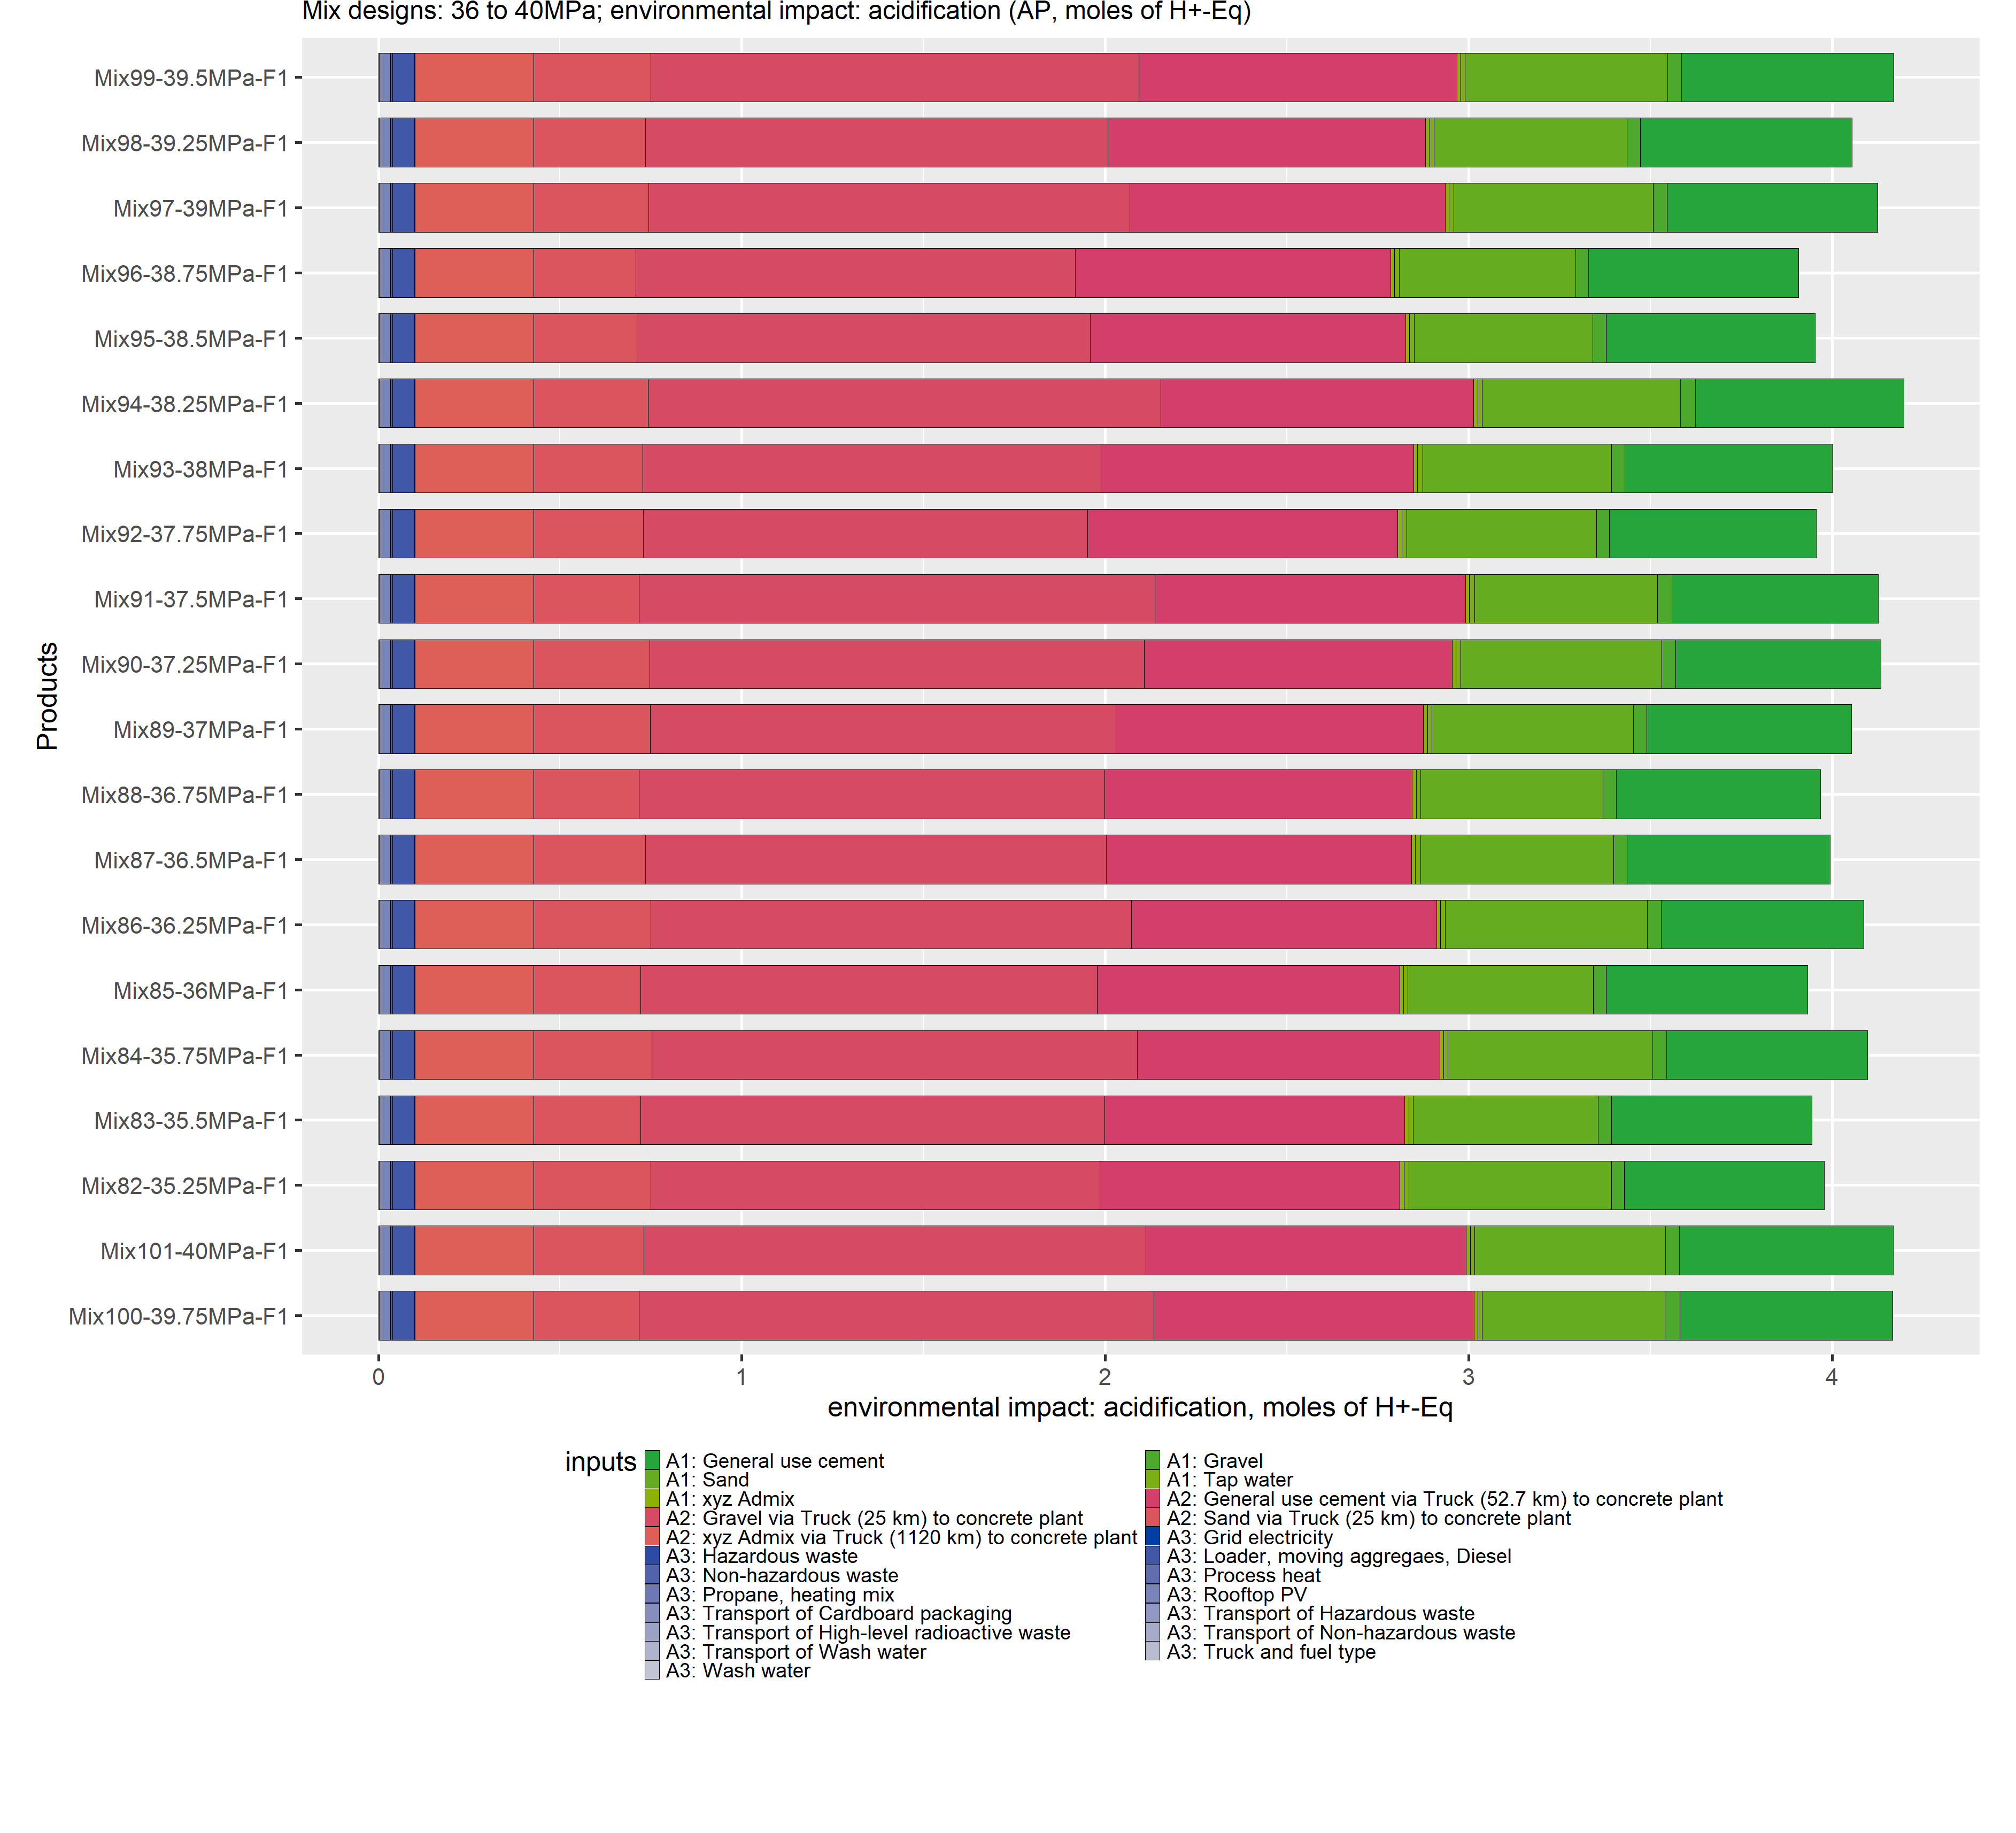 Mix designs: 36 to 40MPa; environmental impact: acidification (AP, moles of H+-Eq)
Products
Mix99-39.5MPa-F1
Mix98-39.25MPa-F1
Mix97-39MPa-F1
Mix96-38.75MPa-F1
Mix95-38.5MPa-F1
Mix94-38.25MPa-F1
Mix93-38MPa-F1
Mix92-37.75MPa-F1
Mix91-37.5MPa-F1
Mix90-37.25MPa-F1
Mix89-37MPa-F1
Mix88-36.75MPa-F1
Mix87-36.5MPa-F1
Mix86-36.25MPa-F1
Mix85-36MPa-F1
Mix84-35.75MPa-F1
Mix83-35.5MPa-F1
Mix82-35.25MPa-F1
Mix101-40MPa-F1
Mix100-39.75MPa-F1
0 1 2 3 4
environmental impact: acidification, moles of H+-Eq
inputs
A1: General use cement
A1: Gravel
A1: Sand
A1: Tap water
A1: xyz Admix
A2: General use cement via Truck (52.7 km) to concrete plant
A2: Gravel via Truck (25 km) to concrete plant
A2: Sand via Truck (25 km) to concrete plant
A2: xyz Admix via Truck (1120 km) to concrete plant
A3: Grid electricity
A3: Hazardous waste
A3: Loader, moving aggregaes, Diesel
A3: Non-hazardous waste
A3: Process heat
A3: Propane, heating mix
A3: Rooftop PV
A3: Transport of Cardboard packaging
A3: Transport of Hazardous waste
A3: Transport of High-level radioactive waste
A3: Transport of Non-hazardous waste
A3: Transport of Wash water
A3: Truck and fuel type
A3: Wash water